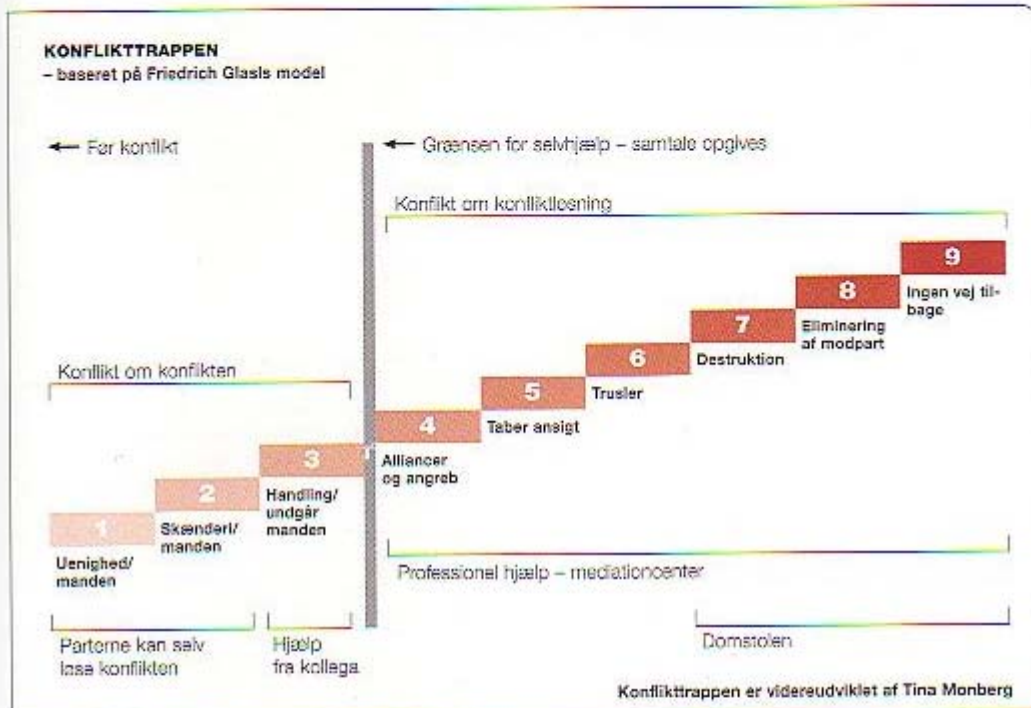 KONFLIKTTRAPPEN
– baseret på Friedrich Glasls model
← Før konflikt
← Grænsen for selvhjælp – samtale opgives
Konflikt om konfliktløsning
9
Ingen vej til-
bage
8
Eliminering
af modpart
7
Destruktion
6
Trusler
5
Taber ansigt
4
Alliancer
og angreb
Konflikt om konflikten
3
Handling/
undgår
manden
2
Skænderi/
manden
1
Uenighed/
manden
Professionel hjælp – mediationcenter
Parterne kan selv
løse konflikten
Hjælp
fra kollega
Domstolen
Konflikttrappen er videreudviklet af Tina Monberg